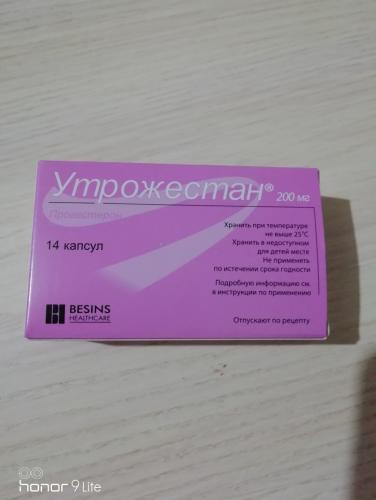 Утрожестан® 200 мг
Прогестерон
14 капсул
Хранить при температуре
не выше 25°С
Хранить в недоступном
для детей месте
Не применять
по истечении срока годности
Подробную информацию см.
в инструкции по применению
BESINS
HEALTHCARE
Отпускают по рецепту
honor 9 Lite